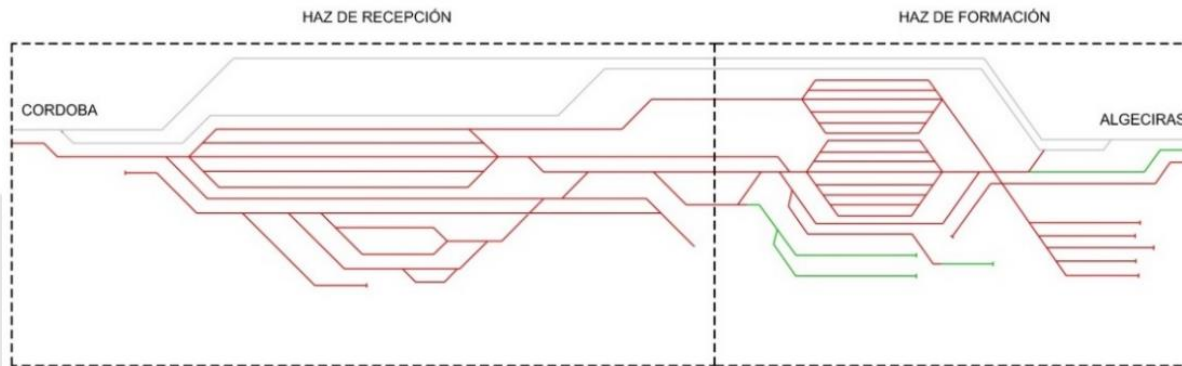 HAZ DE RECEPCIÓN
HAZ DE FORMACIÓN
CORDOBA
ALGECIRAS